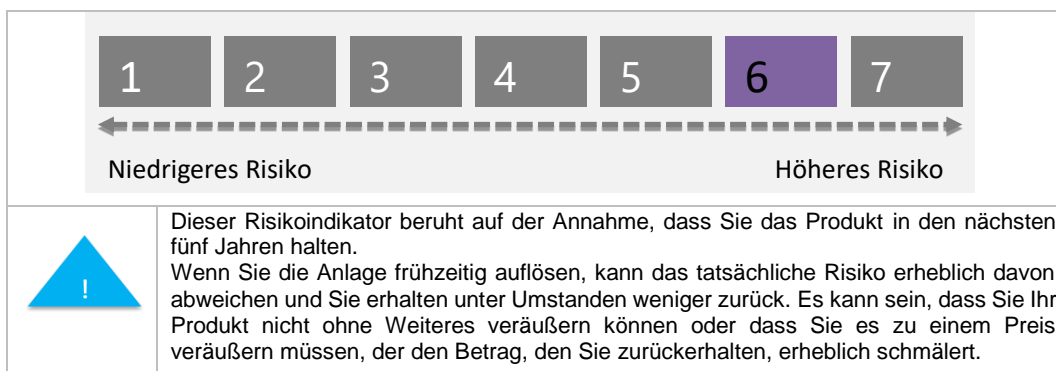 1 2 3 4 5 6 7
Niedrigeres Risiko Höheres Risiko
Dieser Risikoindikator beruht auf der Annahme, dass Sie das Produkt in den nächsten
fünf Jahren halten.
Wenn Sie die Anlage frühzeitig auflösen, kann das tatsächliche Risiko erheblich davon
!
abweichen und Sie erhalten unter Umstanden weniger zurück. Es kann sein, dass Sie Ihr
Produkt nicht ohne Weiteres veräußern können oder dass Sie es zu einem Preis
veräußern müssen, der den Betrag, den Sie zurückerhalten, erheblich schmälert.